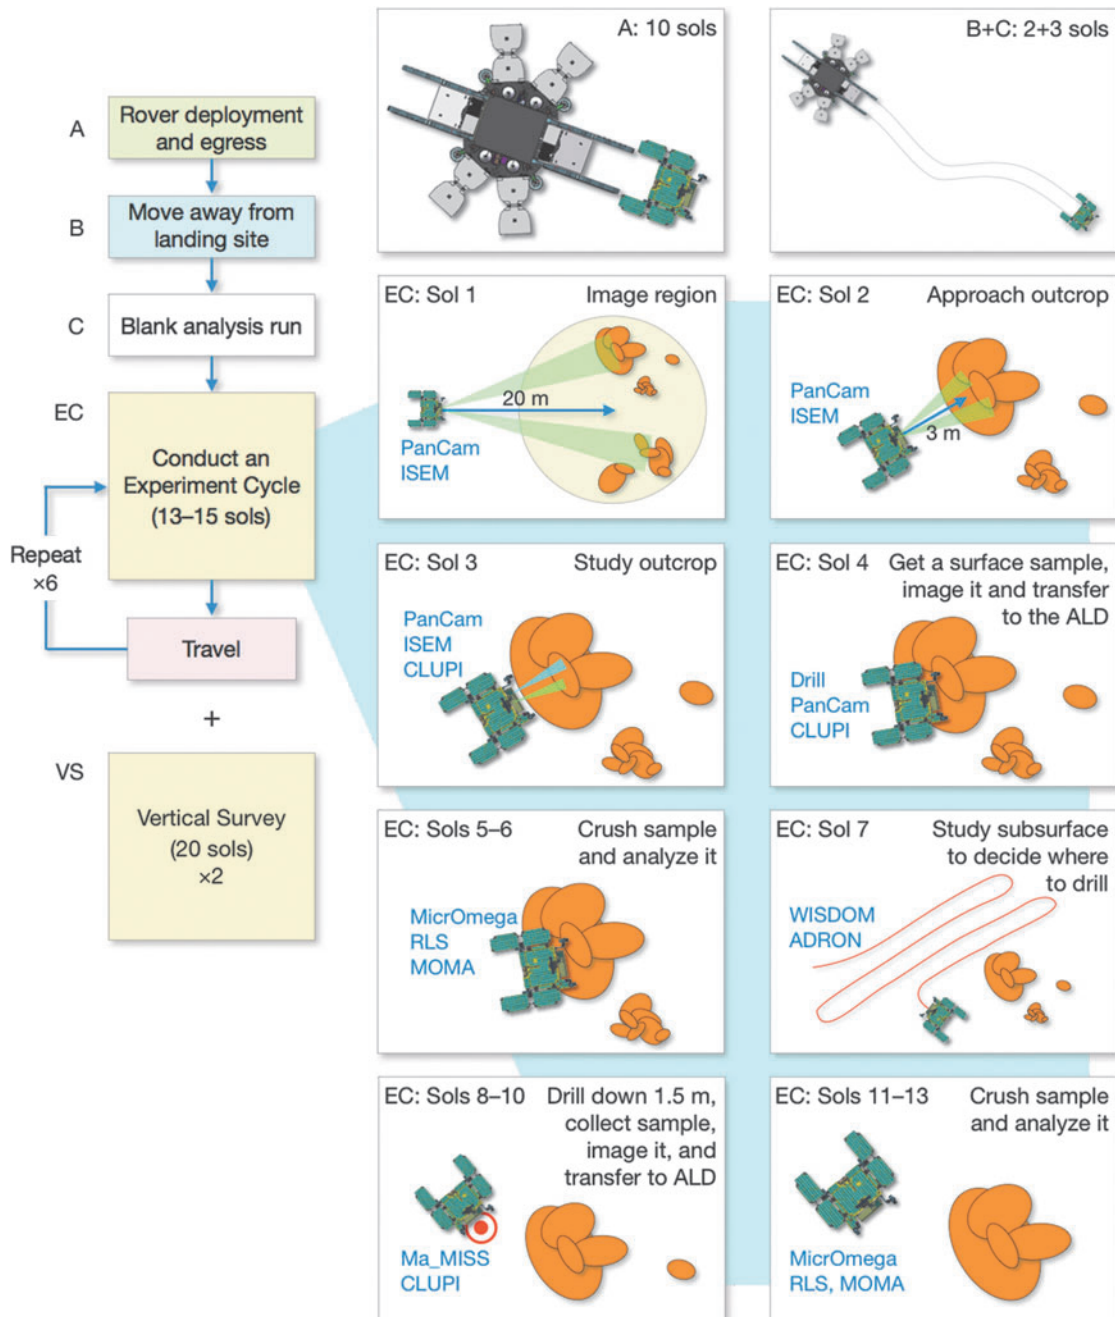 A
Rover deployment
and egress
B
Move away from
landing site
C
Blank analysis run
EC
Conduct an
Experiment Cycle
(13–15 sols)
Repeat
×6
Travel
+
VS
Vertical Survey
(20 sols)
×2
A: 10 sols
B+C: 2+3 sols
EC: Sol 1
Image region
20 m
PanCam
ISEM
EC: Sol 2
Approach outcrop
PanCam
ISEM
3 m
EC: Sol 3
Study outcrop
PanCam
ISEM
CLUPI
EC: Sol 4
Get a surface sample,
image it and transfer
to the ALD
Drill
PanCam
CLUPI
EC: Sols 5–6
Crush sample
and analyze it
MicrOmega
RLS
MOMA
EC: Sol 7
Study subsurface
to decide where
to drill
WISDOM
ADRON
EC: Sols 8–10
Drill down 1.5 m,
collect sample,
image it, and
transfer to ALD
Ma_MISS
CLUPI
EC: Sols 11–13
Crush sample
and analyze it
MicrOmega
RLS, MOMA